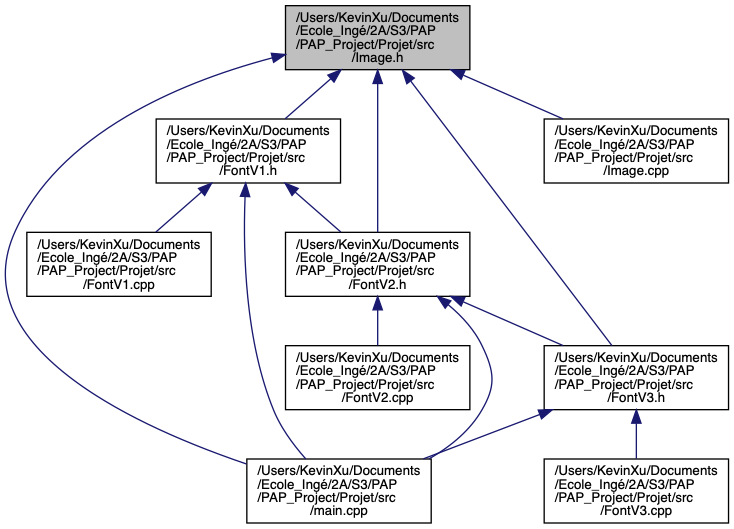 /Users/KevinXu/Documents
/Ecole_Ingé/2A/S3/PAP
/PAP_Project/Projet/src
/Image.h
/Users/KevinXu/Documents
/Ecole_Ingé/2A/S3/PAP
/PAP_Project/Projet/src
/FontV1.h
/Users/KevinXu/Documents
/Ecole_Ingé/2A/S3/PAP
/PAP_Project/Projet/src
/Image.cpp
/Users/KevinXu/Documents
/Ecole_Ingé/2A/S3/PAP
/PAP_Project/Projet/src
/FontV1.cpp
/Users/KevinXu/Documents
/Ecole_Ingé/2A/S3/PAP
/PAP_Project/Projet/src
/FontV2.h
/Users/KevinXu/Documents
/Ecole_Ingé/2A/S3/PAP
/PAP_Project/Projet/src
/FontV2.cpp
/Users/KevinXu/Documents
/Ecole_Ingé/2A/S3/PAP
/PAP_Project/Projet/src
/FontV3.h
/Users/KevinXu/Documents
/Ecole_Ingé/2A/S3/PAP
/PAP_Project/Projet/src
/main.cpp
/Users/KevinXu/Documents
/Ecole_Ingé/2A/S3/PAP
/PAP_Project/Projet/src
/FontV3.cpp